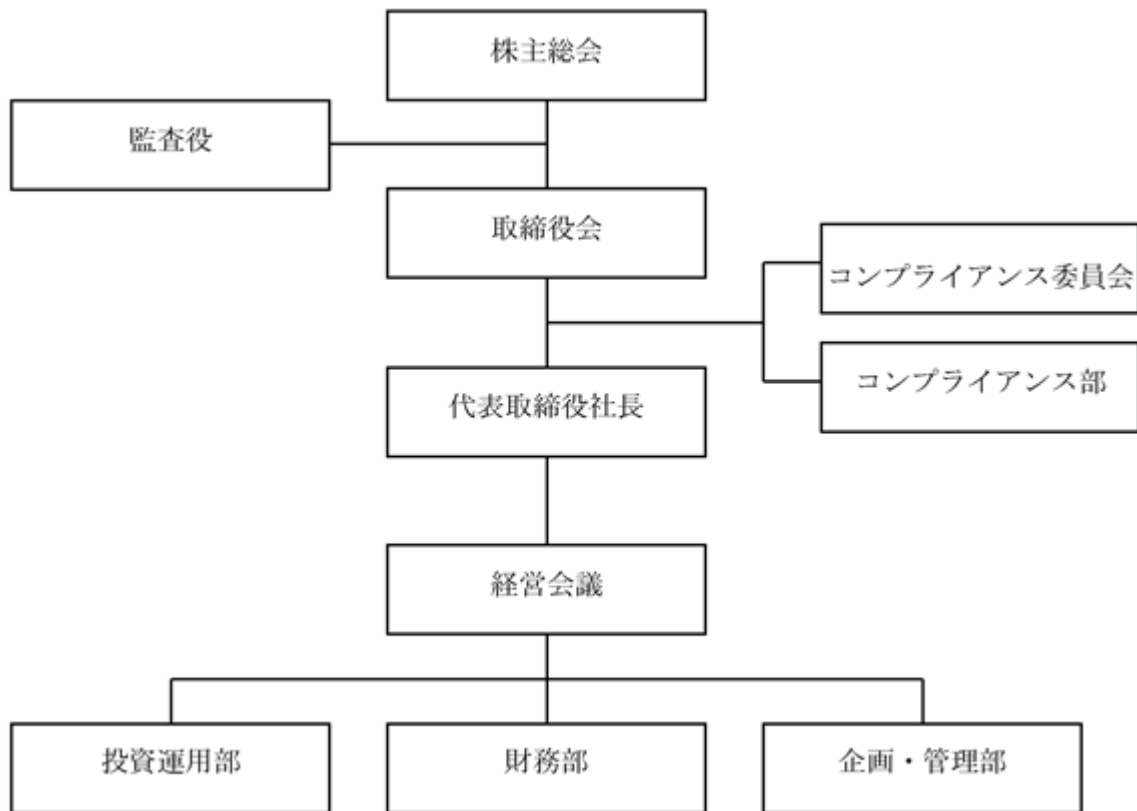 株主総会
監査役
取締役会
コンプライアンス委員会
コンプライアンス部
代表取締役社長
経営会議
投資運用部
財務部
企画・管理部